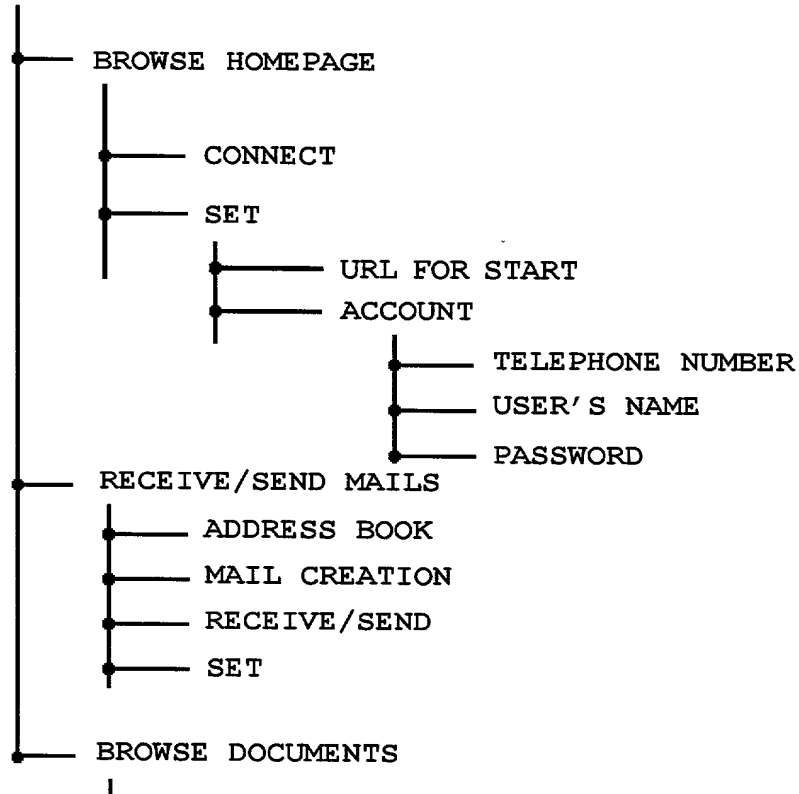 BROWSE HOMEPAGE
CONNECT
SET
URL FOR START
ACCOUNT
TELEPHONE NUMBER
USER'S NAME
PASSWORD
RECEIVE/SEND MAILS
ADDRESS BOOK
MAIL CREATION
RECEIVE/SEND
SET
BROWSE DOCUMENTS